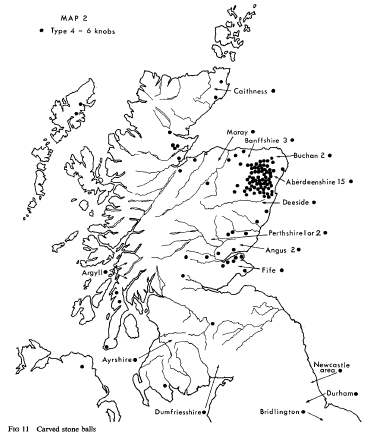 MAP 2
Type 4 – 6 knobs
Caithness
Moray
Banffshire 3
Buchan 2
Aberdeenshire 15
Deeside
Perthshire 1 or 2
Angus 2
Argyll
Fife
Ayrshire
Newcastle
area
Durham
Dumfriesshire
Bridlington
FIG 11 Carved stone balls